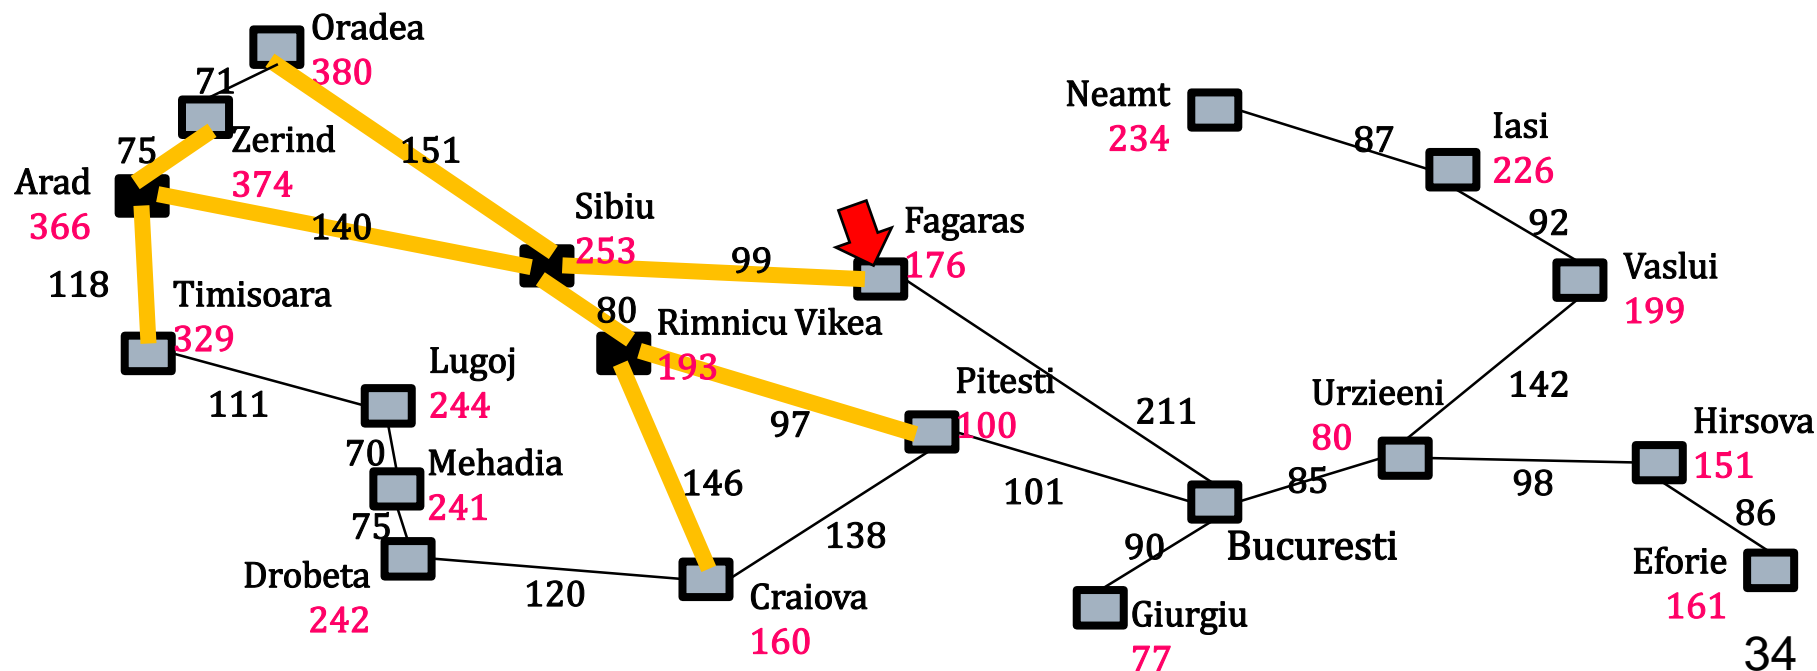 Oradea
380
71
Zerind
374
75
Arad
366
151
140
118
Sibiu
253
99
Fagaras
176
Neamt
234
87
Iasi
226
92
Vaslui
199
Timisoara
329
80
Rimnicu Vikea
193
111
Lugoj
244
97
Pitesti
100
211
Urzieeni
80
142
Hirsova
151
70
Mehadia
241
146
101
85
98
86
75
138
90
Bucuresti
Drobeta
242
120
Craiova
160
Giurgiu
77
Eforie
161
34